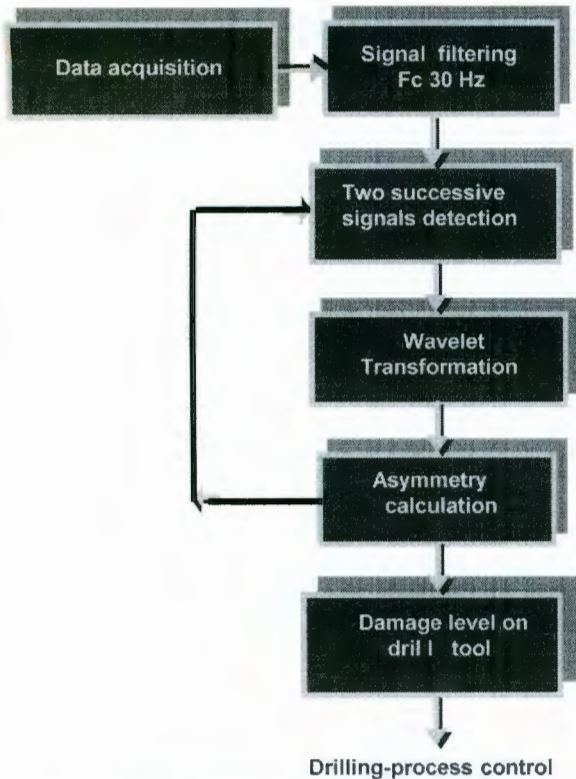 Data acquisition
Signal filtering
Fc 30 Hz
Two successive
signals detection
Wavelet
Transformation
Asymmetry
calculation
Damage level on
dril l tool
Drilling-process control